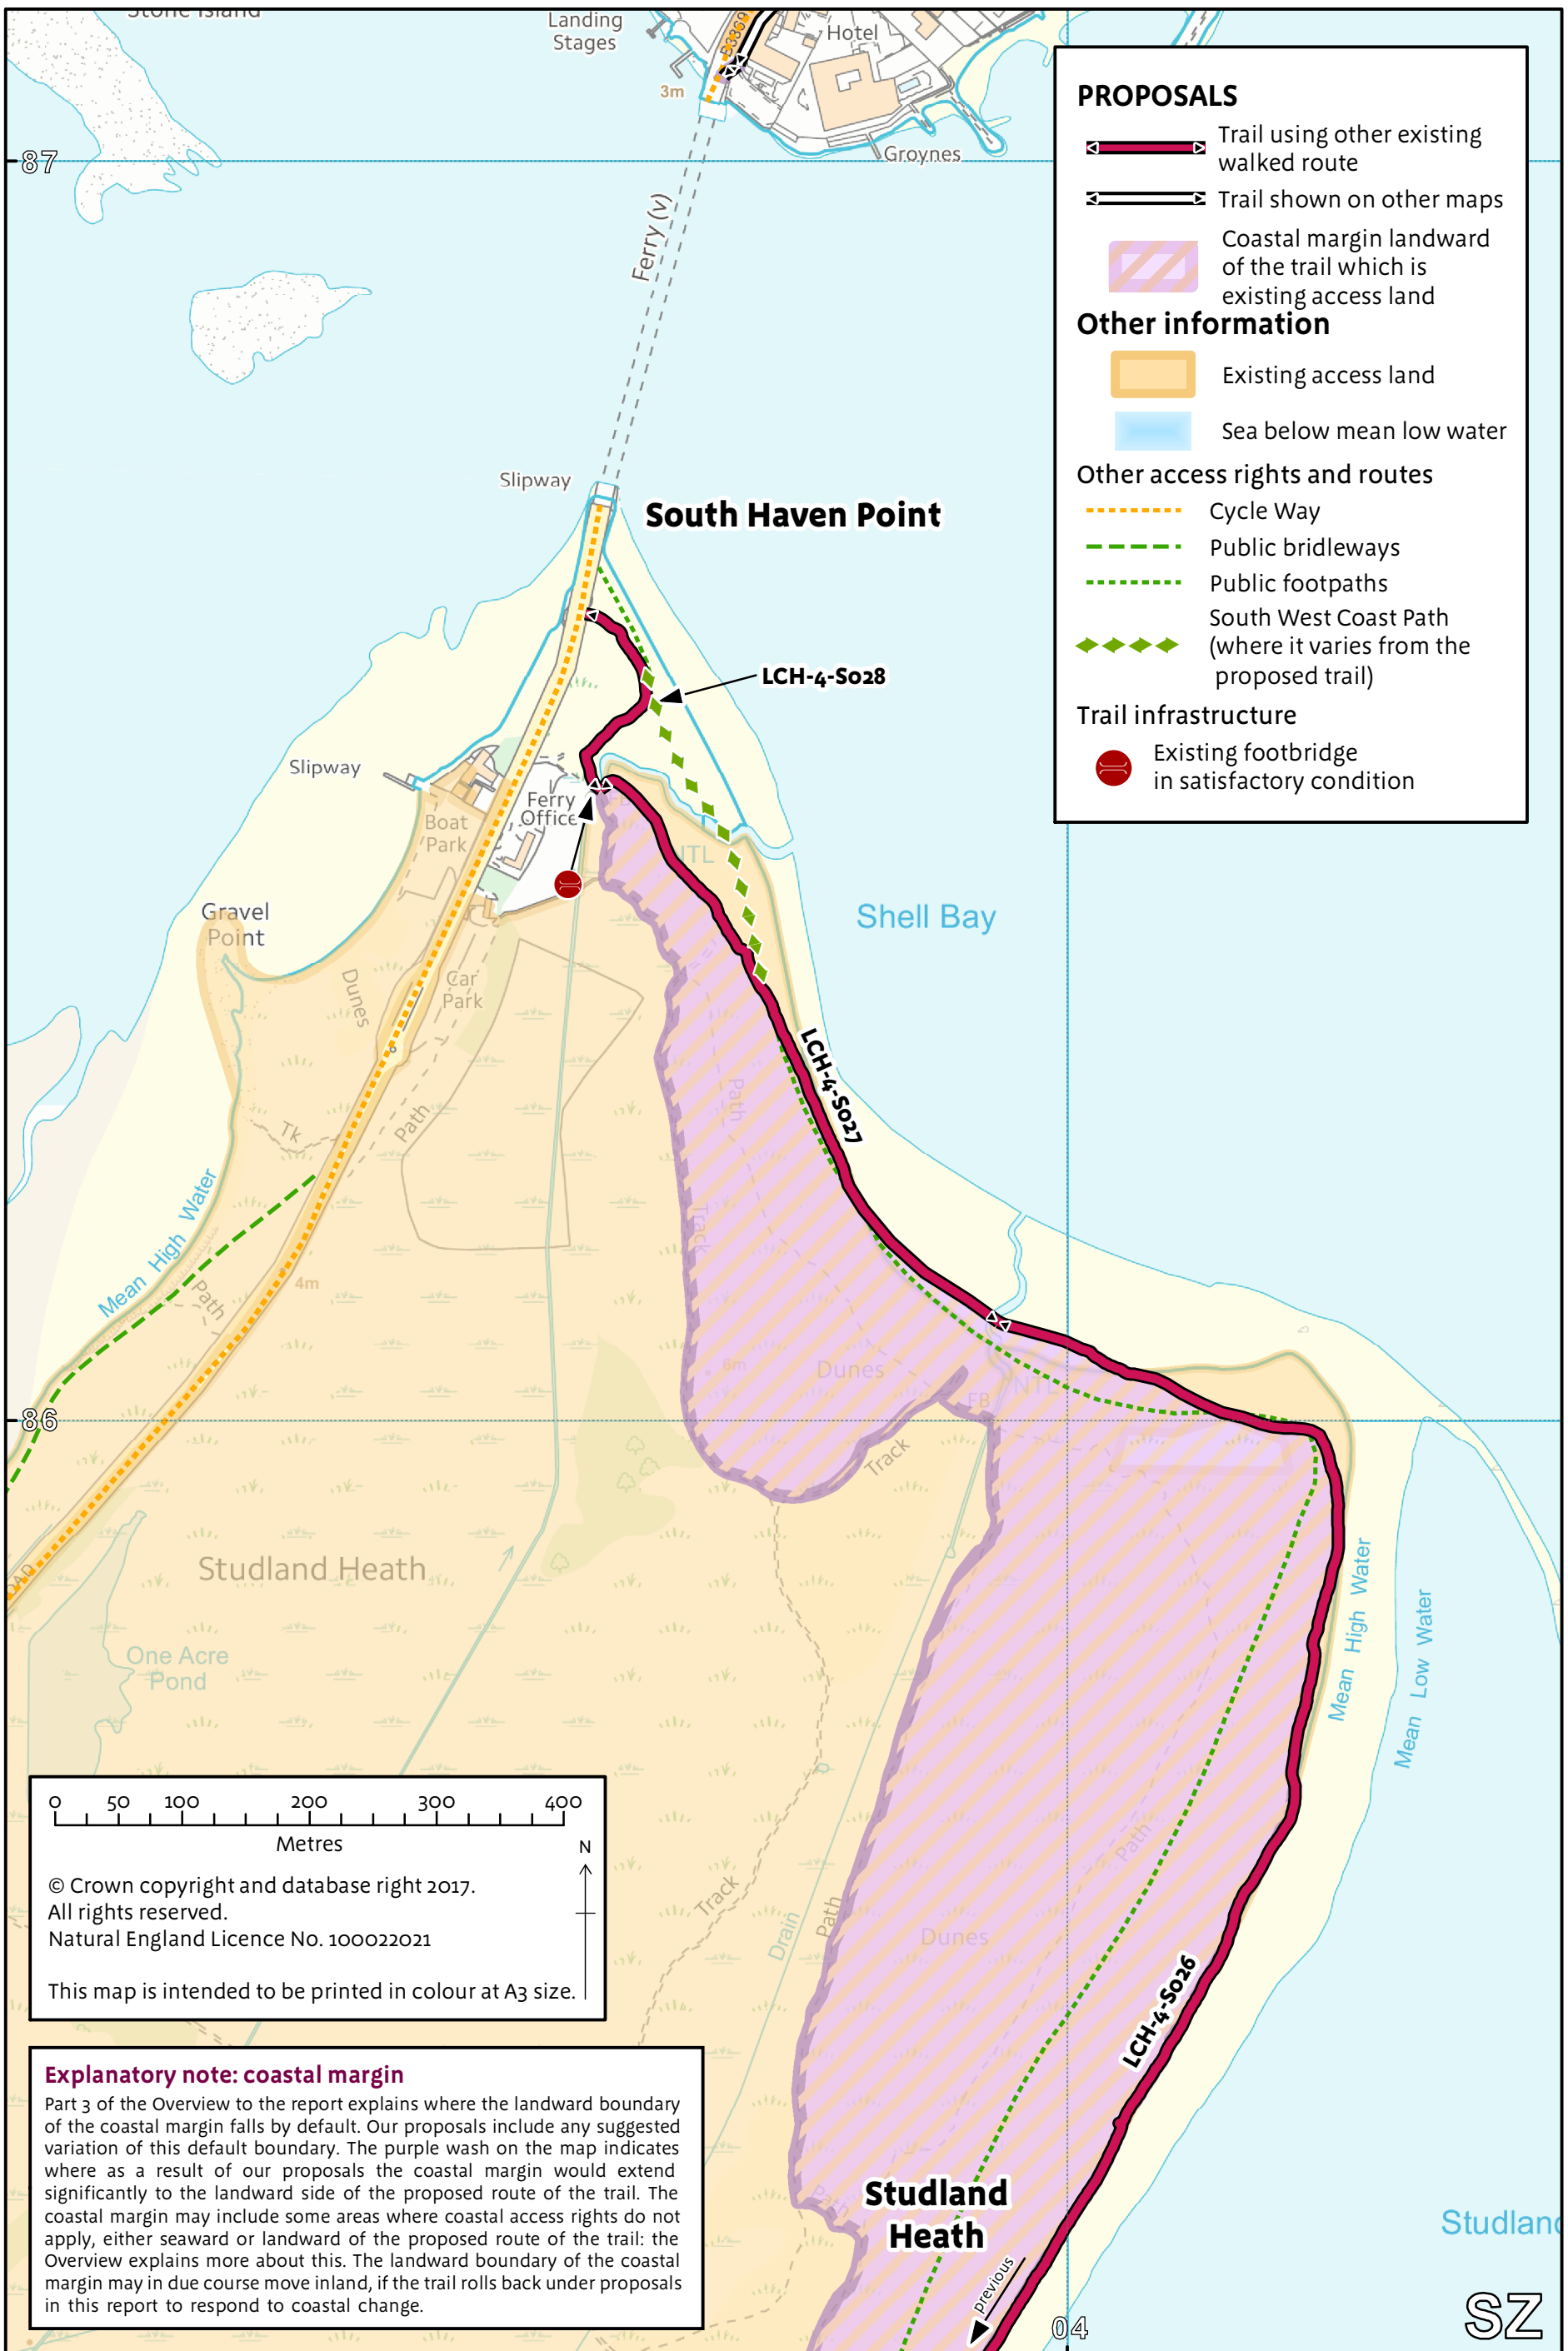 Stone Island
Landing
Stages
B3369
Hotel
3m
Groynes
87
Ferry (v)
PROPOSALS
Trail using other existing
walked route
Trail shown on other maps
Coastal margin landward
of the trail which is
existing access land
Other information
Existing access land
Sea below mean low water
Other access rights and routes
Cycle Way
Public bridleways
Public footpaths
South West Coast Path
(where it varies from the
proposed trail)
Trail infrastructure
Existing footbridge
in satisfactory condition
Slipway
South Haven Point
LCH-4-S028
Slipway
Ferry
Office
Boat
Park
NTL
Gravel
Point
Shell Bay
Dunes
Car
Park
LCH-4-S027
Path
Path
Tk
Mean High Water
Track
Path
4m
6m
Dunes
NTL
FB
86
Track
Studland Heath
Mean High Water
Mean Low Water
One Acre
Pond
Path
Track
Drain
Path
Dunes
LCH-4-S026
0 50 100 200 300 400
Metres
N
© Crown copyright and database right 2017.
All rights reserved.
Natural England Licence No. 100022021
This map is intended to be printed in colour at A3 size.
Explanatory note: coastal margin
Part 3 of the Overview to the report explains where the landward boundary
of the coastal margin falls by default. Our proposals include any suggested
variation of this default boundary. The purple wash on the map indicates
where as a result of our proposals the coastal margin would extend
significantly to the landward side of the proposed route of the trail. The
coastal margin may include some areas where coastal access rights do not
apply, either seaward or landward of the proposed route of the trail: the
Overview explains more about this. The landward boundary of the coastal
margin may in due course move inland, if the trail rolls back under proposals
in this report to respond to coastal change.
Path
Studland
Heath
previous
Studland
04
SZ